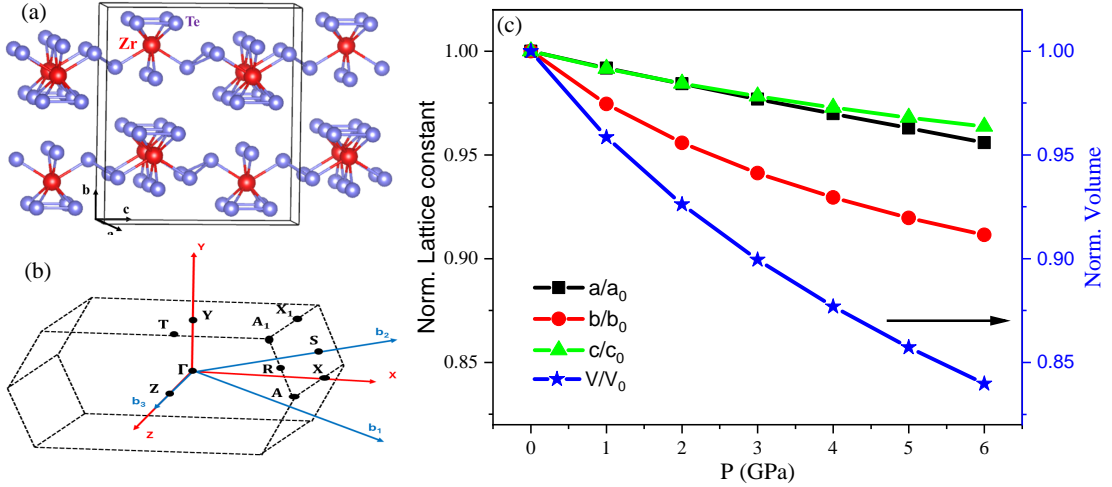 (a)
Te
Zr
b
c
a
(b)
Y
Y
T
X₁
A₁
b₂
S
Γ
R
X
X
Z
A
b₃
Z
b₁
(c)
1.00
0.95
0.90
0.85
Norm. Lattice constant
1.00
0.95
0.90
0.85
Norm. Volume
a/a₀
b/b₀
c/c₀
V/V₀
0 1 2 3 4 5 6
P (GPa)